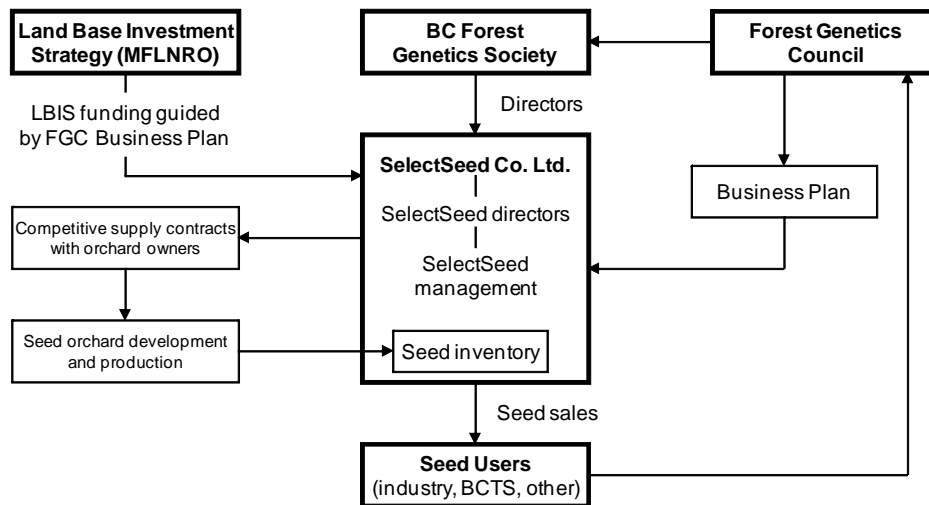 Land Base Investment
Strategy (MFLNRO)
BC Forest
Genetics Society
Forest Genetics
Council
LBIS funding guided
by FGC Business Plan
Directors
SelectSeed Co. Ltd.
SelectSeed directors
SelectSeed
management
Business Plan
Competitive supply contracts
with orchard owners
Seed orchard development
and production
Seed inventory
Seed sales
Seed Users
(industry, BCTS, other)